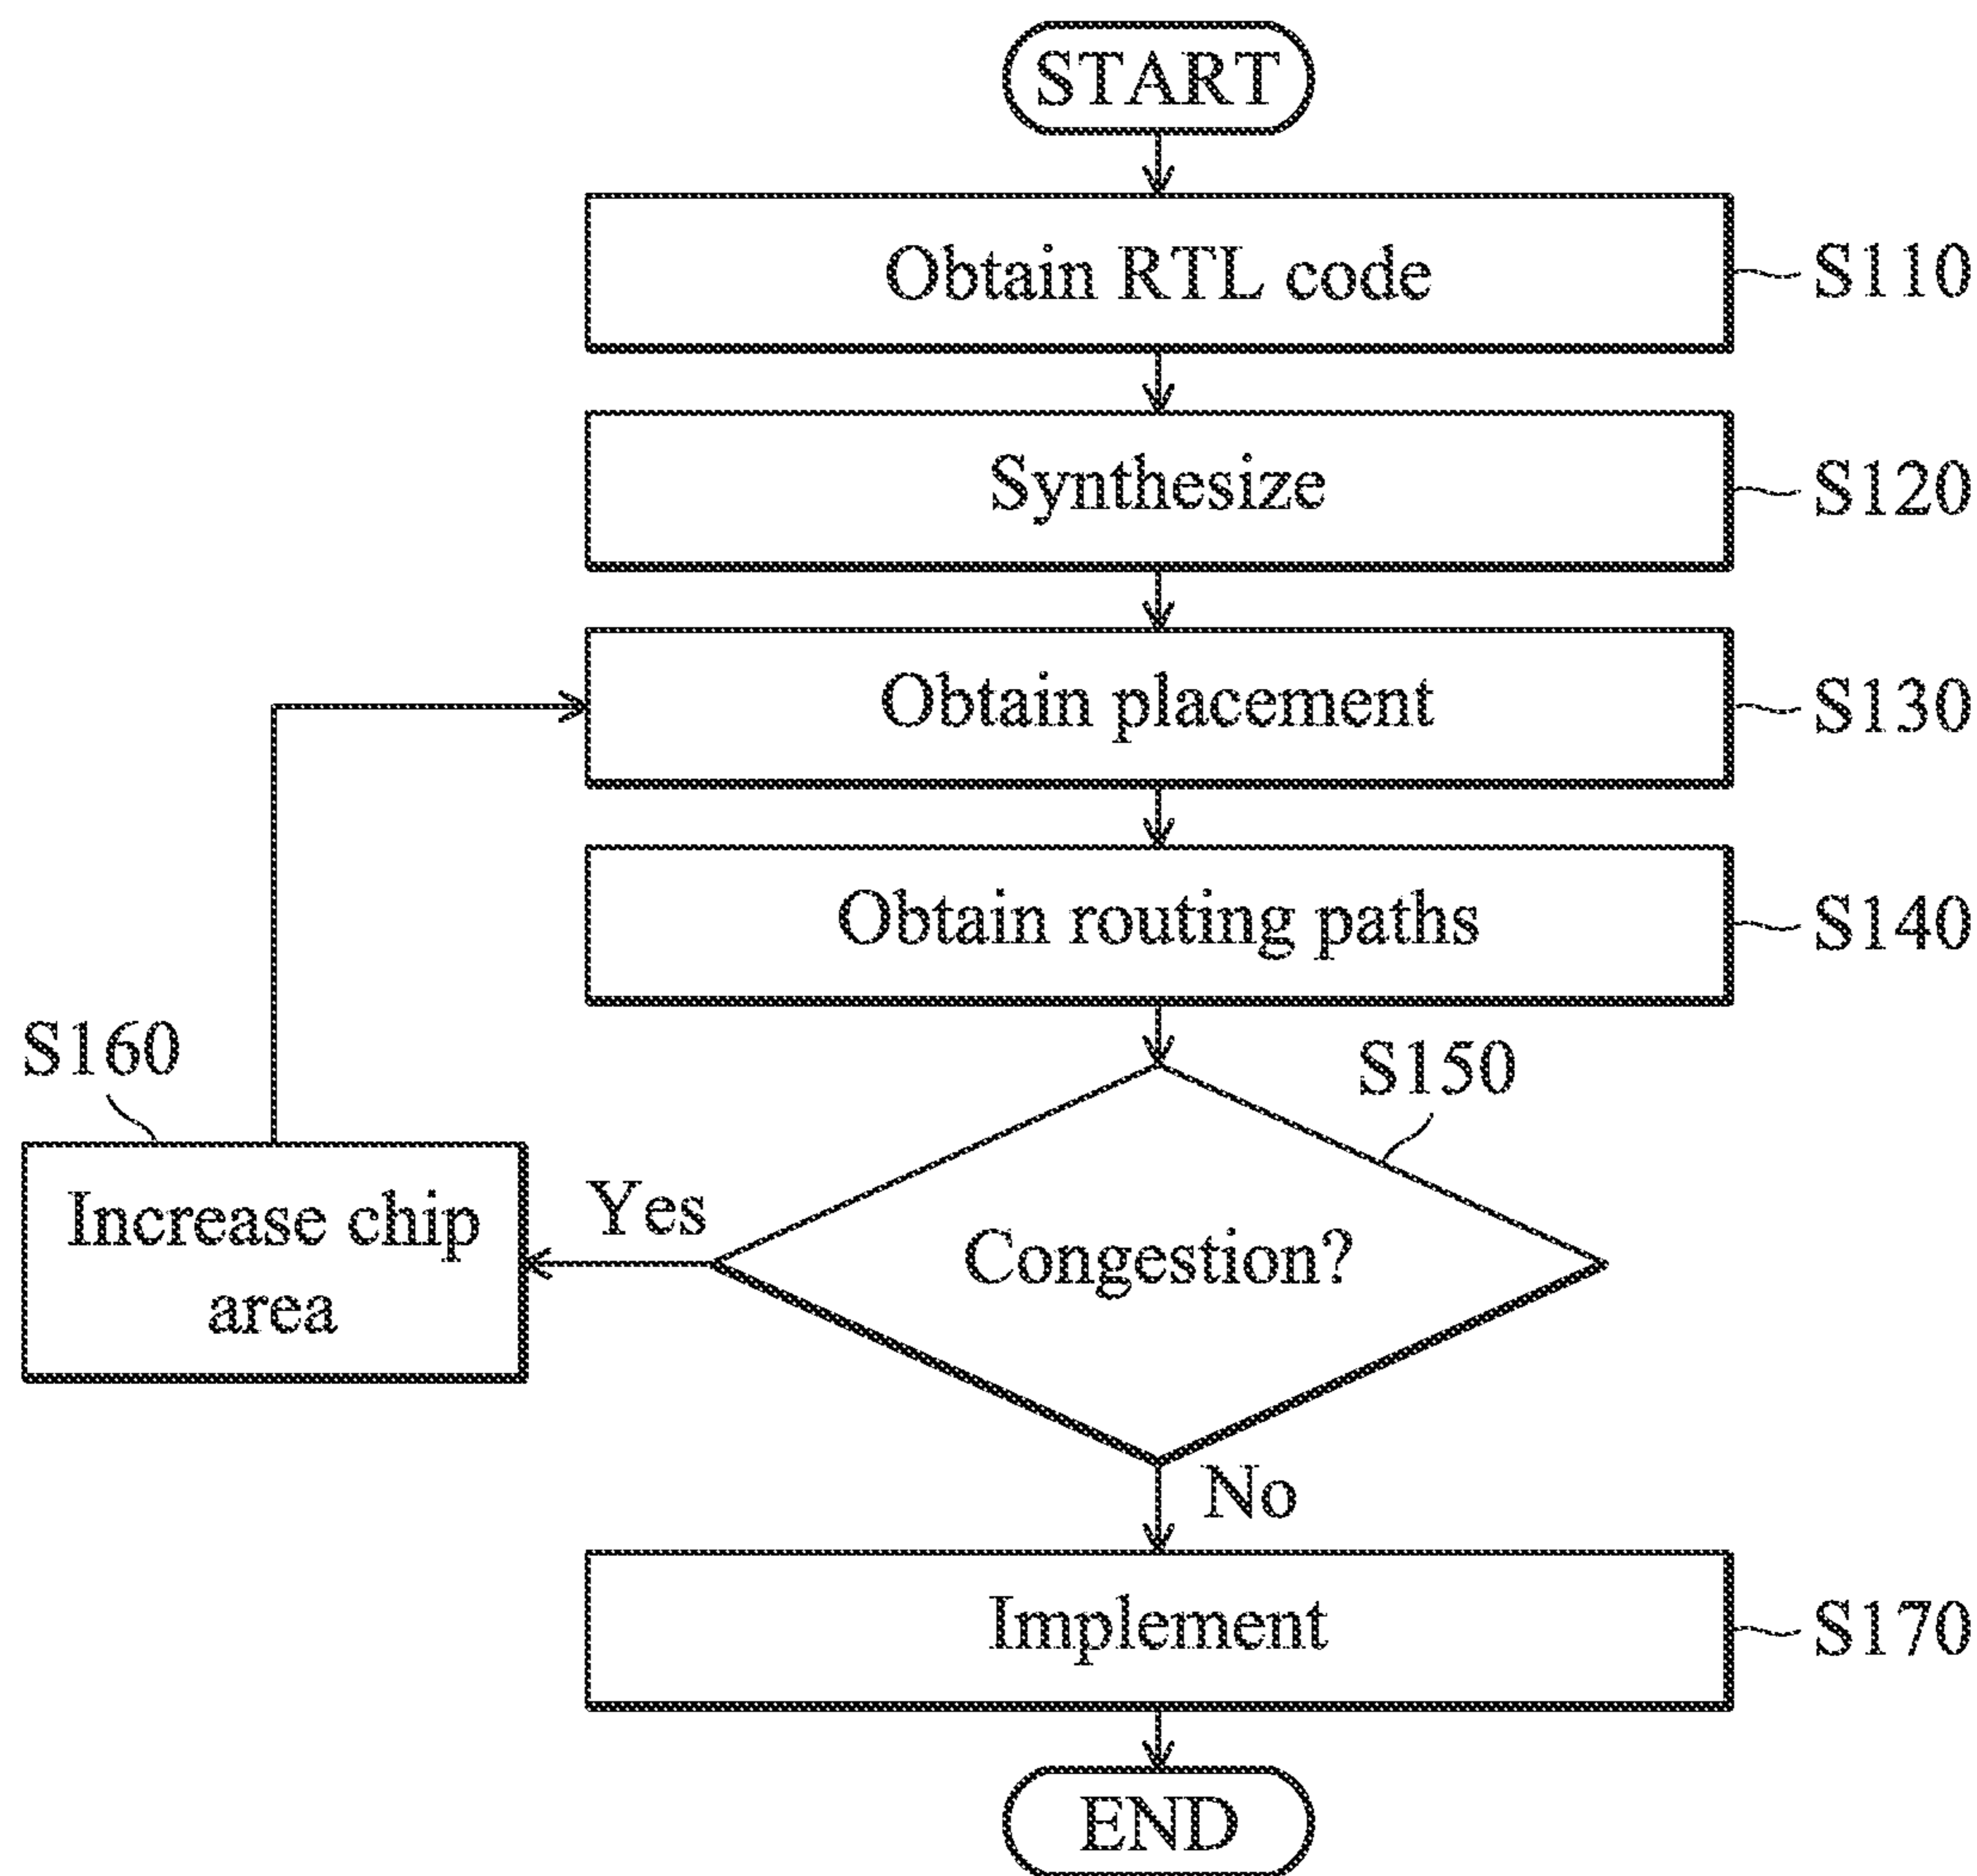 START
Obtain RTL code
S110
Synthesize
S120
Obtain placement
S130
Obtain routing paths
S140
S160
S150
Increase chip
area
Yes
Congestion?
No
Implement
S170
END